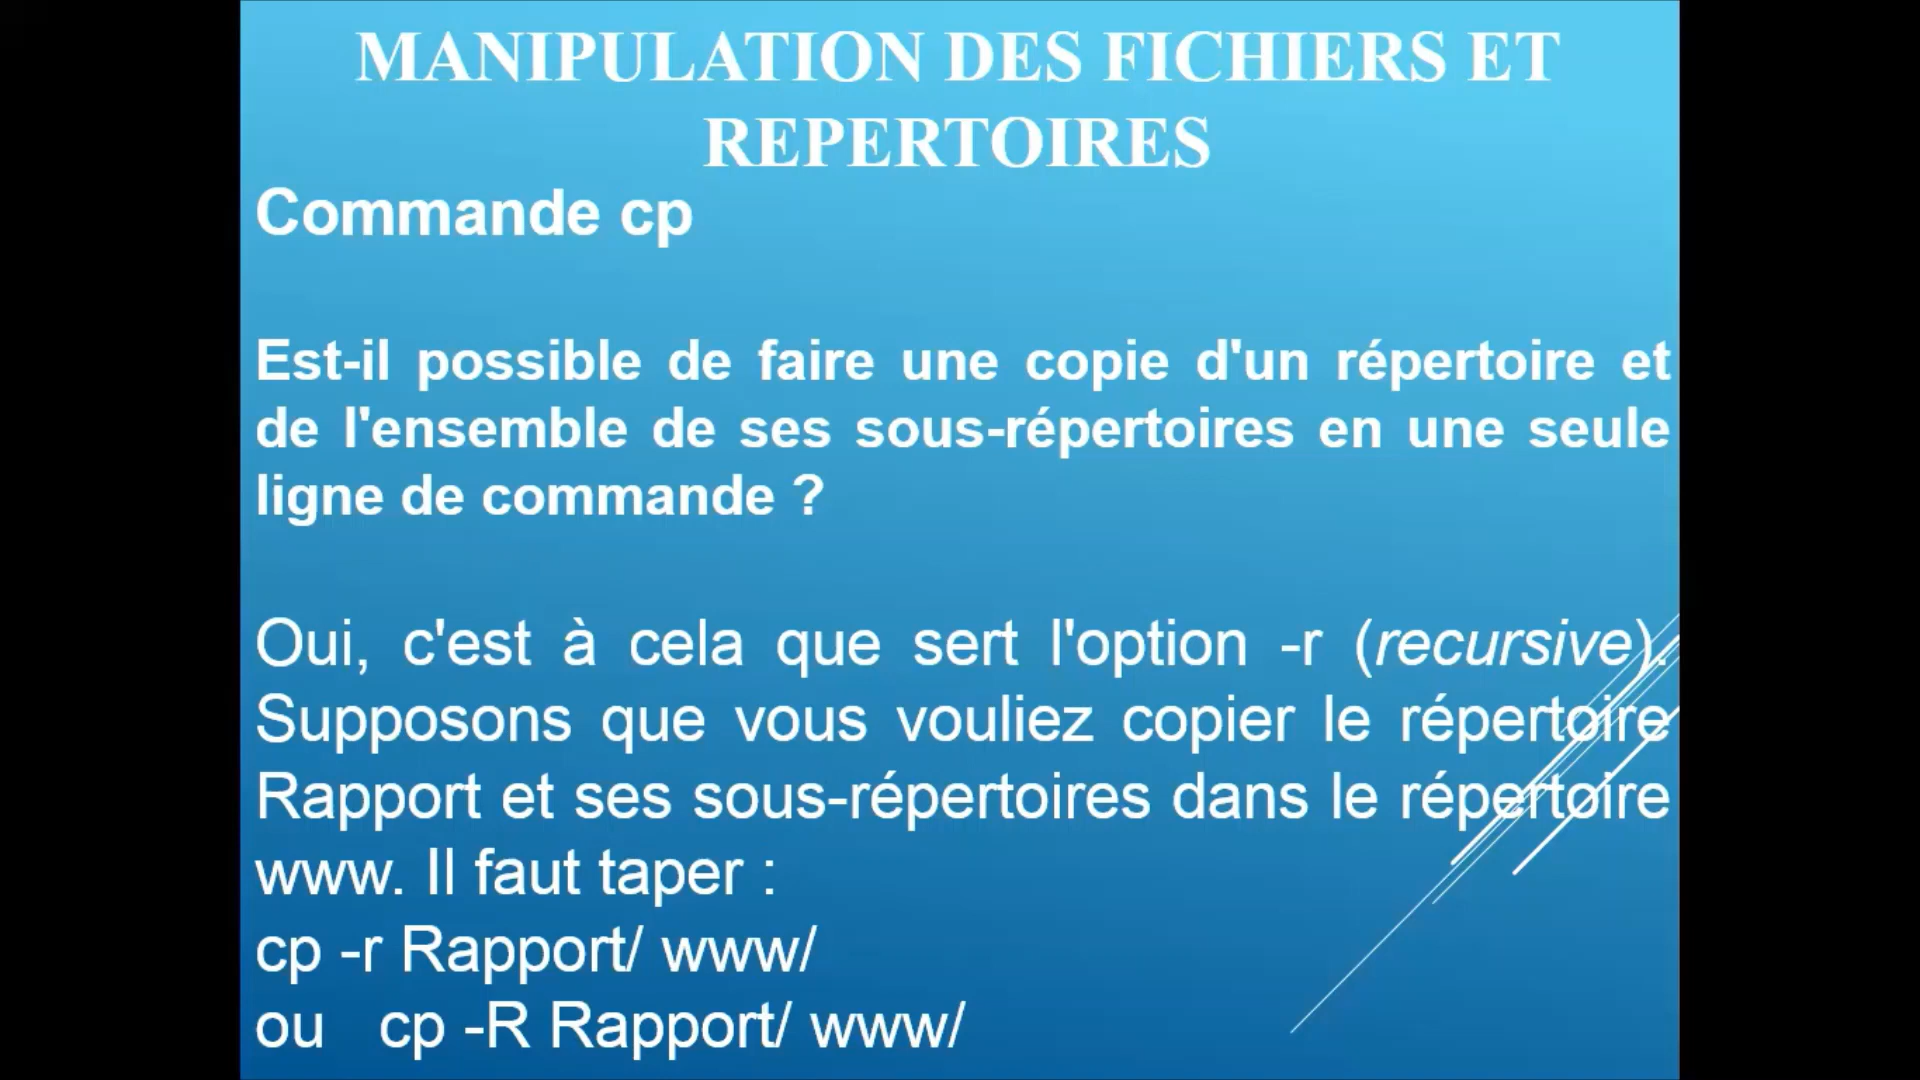 MANIPULATION DES FICHIERS ET
REPERTOIRES
Commande cp
Est-il possible de faire une copie d'un répertoire et
de l'ensemble de ses sous-répertoires en une seule
ligne de commande ?
Oui, c'est à cela que sert l'option -r (recursive).
Supposons que vous vouliez copier le répertoire
Rapport et ses sous-répertoires dans le répertoire
www. Il faut taper :
cp -r Rapport/ www/
ou cp -R Rapport/ www/